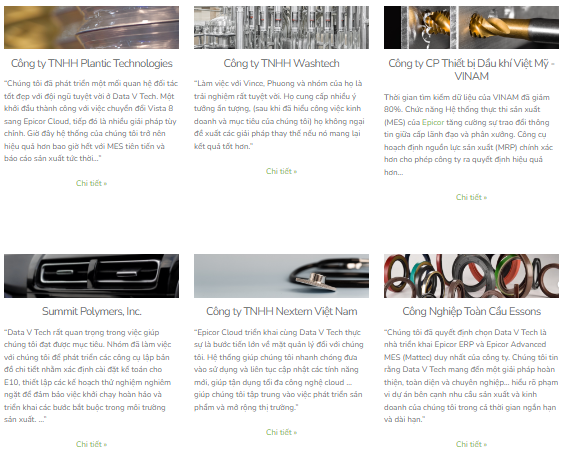 Công ty TNHH Plantic Technologies
“Chúng tôi đã phát triển một mối quan hệ đối tác
tốt đẹp với đội ngũ tuyệt vời ở Data V Tech. Một
khởi đầu thành công với việc chuyển đổi Vista 8
sang Epicor Cloud, tiếp đó là nhiều giải pháp tùy
chỉnh. Giờ đây hệ thống của chúng tôi trở nên
hiệu quả hơn bao giờ hết với MES tiên tiến và
báo cáo sản xuất tức thời...”
Chi tiết »
Công ty TNHH Washtech
“Làm việc với Vince, Phuong và nhóm của họ là
trải nghiệm rất tuyệt vời. Họ cung cấp nhiều ý
tưởng ấn tượng, (sau khi đã hiểu công việc kinh
doanh và mục tiêu của chúng tôi) họ không ngại
đề xuất các giải pháp thay thế nếu nó mang lại
kết quả tốt hơn.”
Chi tiết »
Công ty CP Thiết bị Dầu khí Việt Mỹ -
VINAM
Thời gian tìm kiếm dữ liệu của VINAM đã giảm
80%. Chức năng Hệ thống thực thi sản xuất
(MES) của Epicor tăng cường sự trao đổi thông
tin giữa cấp lãnh đạo và phân xưởng. Công cụ
hoạch định nguồn lực sản xuất (MRP) chính xác
hơn cho phép công ty ra quyết định hiệu quả
hơn...
Chi tiết »
Summit Polymers, Inc.
“Data V Tech rất quan trọng trong việc giúp
chúng tôi đạt được mục tiêu. Nhóm đã làm việc
với chúng tôi để phát triển các công cụ lập bản
đồ chi tiết nhằm xác định cài đặt kế toán cho
E10, thiết lập các kế hoạch thử nghiệm nghiêm
ngặt để đảm bảo việc khởi chạy hoàn hảo và
triển khai các bước bắt buộc trong môi trường
sản xuất. ...”
Chi tiết »
Công ty TNHH Nextern Việt Nam
“Epicor Cloud triển khai cùng Data V Tech thực
sự là bước tiến lớn về mặt quản lý đối với chúng
tôi. Hệ thống giúp chúng tôi nhanh chóng đưa
vào sử dụng và liên tục cập nhật các tính năng
mới, giúp tận dụng tối đa công nghệ cloud ...
giúp chúng tôi tập trung vào việc phát triển sản
phẩm và mở rộng thị trường.”
Chi tiết »
Công Nghiệp Toàn Cầu Essons
“Chúng tôi đã quyết định chọn Data V Tech là
nhà triển khai Epicor ERP và Epicor Advanced
MES (Mattec) duy nhất của công ty. Chúng tôi tin
rằng Data V Tech mang đến một giải pháp hoàn
thiện, toàn diện và chuyên nghiệp... hiểu rõ phạm
vi dự án bên cạnh nhu cầu sản xuất và kinh
doanh của chúng tôi trong cả thời gian ngắn hạn
và dài hạn.”
Chi tiết »